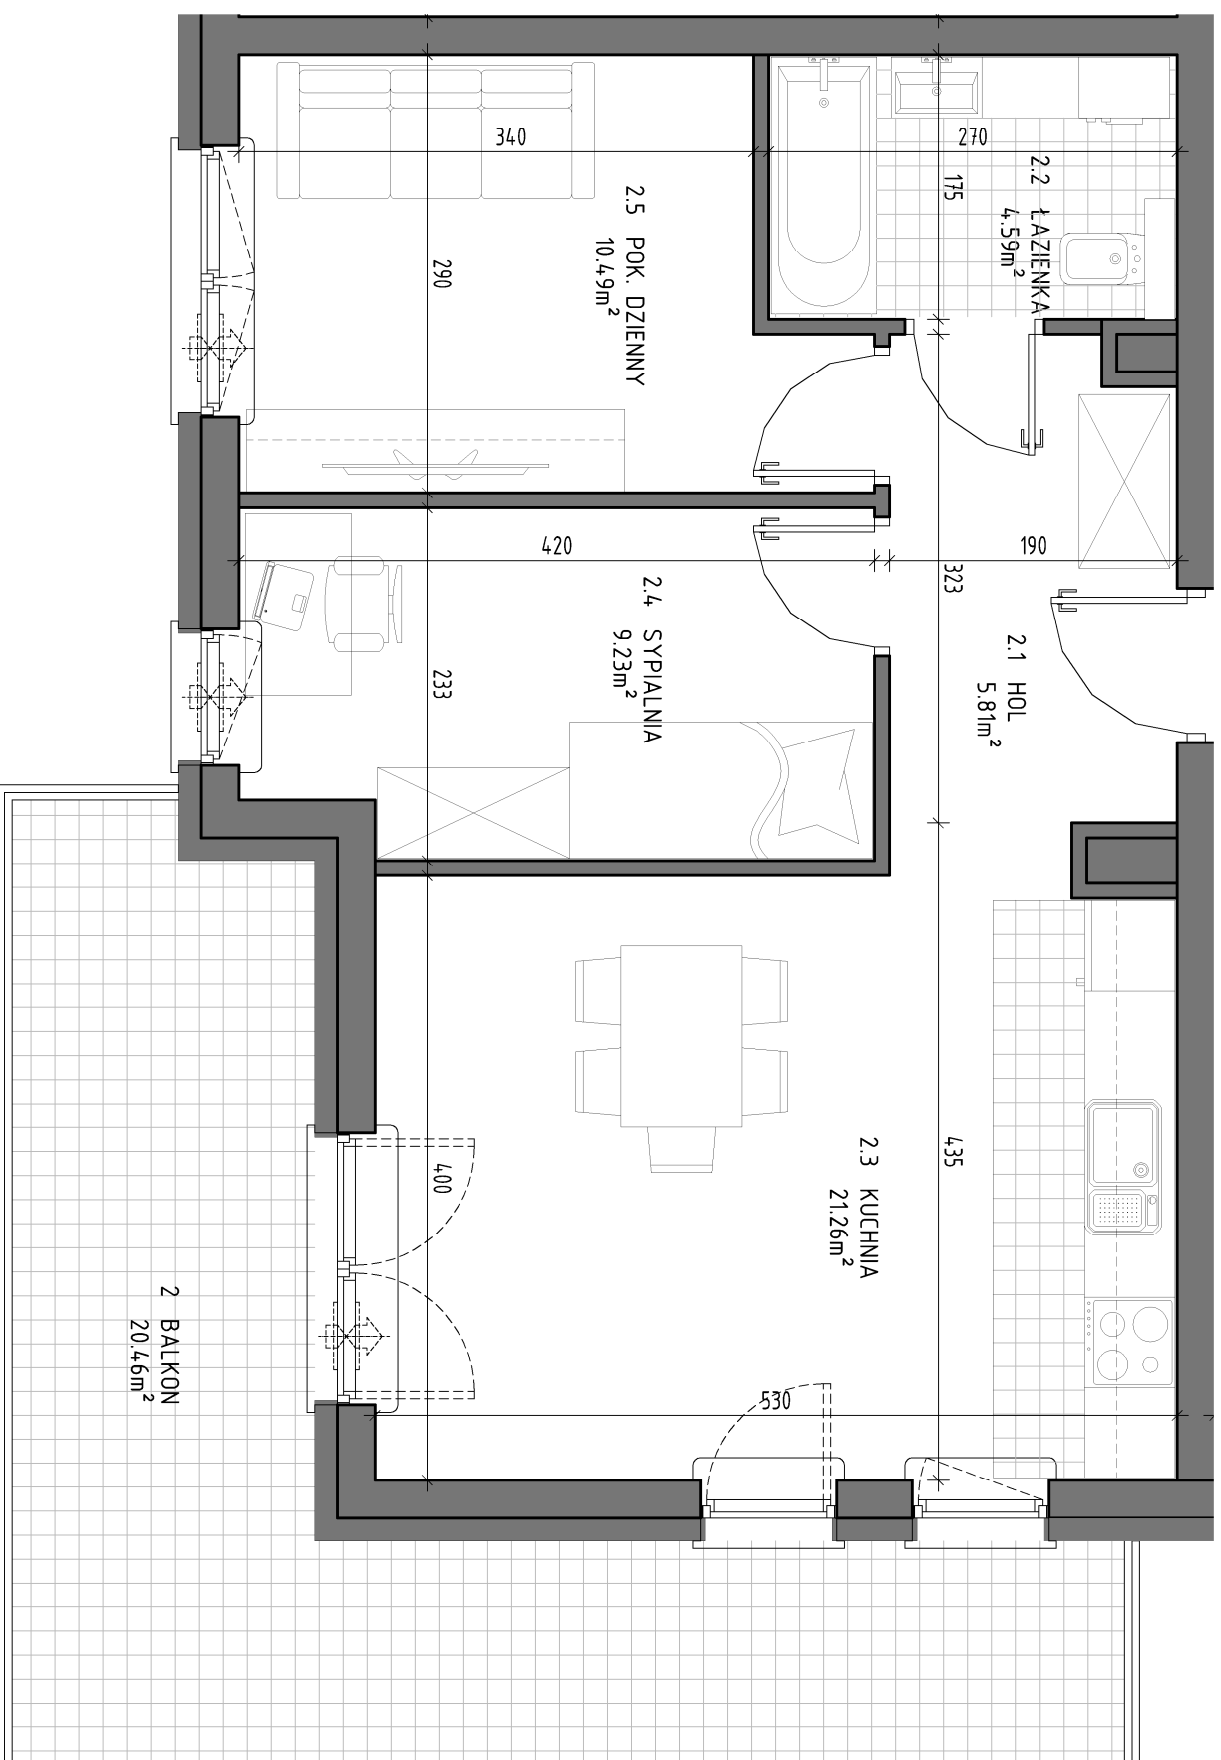 340
270
175
2.2 ŁAZIENKA
4.59m²
2.5 POK. DZIENNY
10.49m²
290
420
190
323
2.4 SYPIALNIA
9.23m²
2.1 HOL
5.81m²
233
435
2.3 KUCHNIA
21.26m²
400
2 BALKON
20.46m²
530